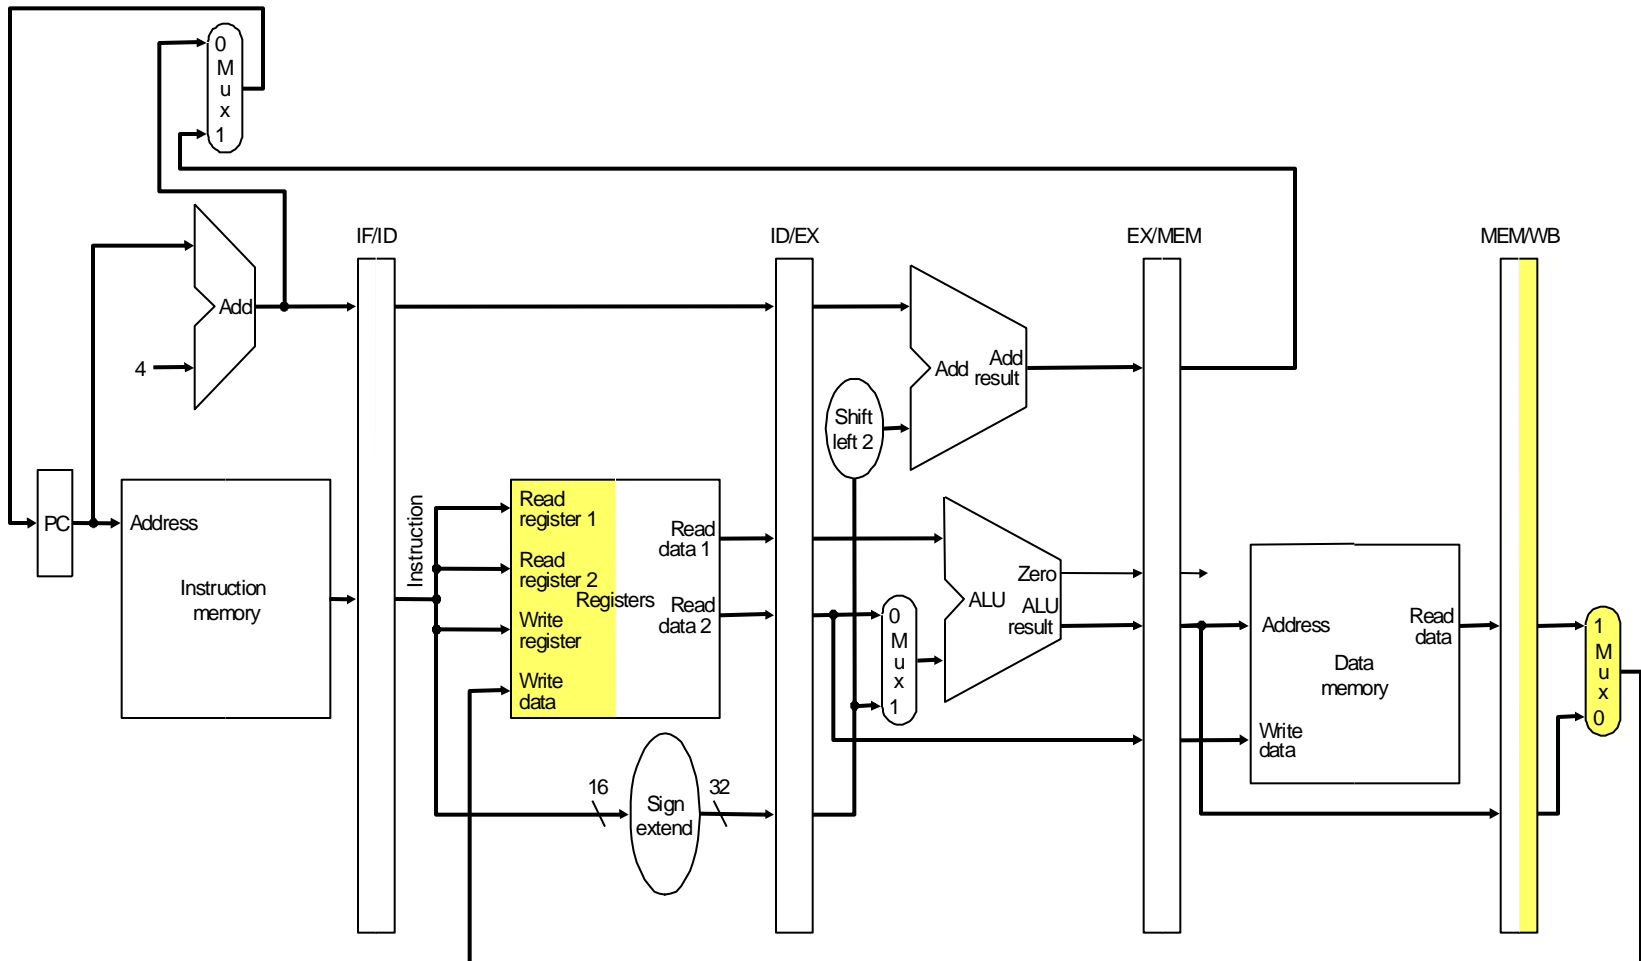 0
M
u
x
1
IF/ID
ID/EX
EX/MEM
MEM/WB
Add
4
Add
Add
result
Shift
left 2
PC
Address
Instruction
memory
Instruction
Read
register 1
Read
register 2
Write
register
Write
data
Registers
Read
data 1
Read
data 2
16
Sign
extend
32
0
M
u
x
1
Zero
ALU
ALU
result
Address
Read
data
Data
memory
Write
data
1
M
u
x
0